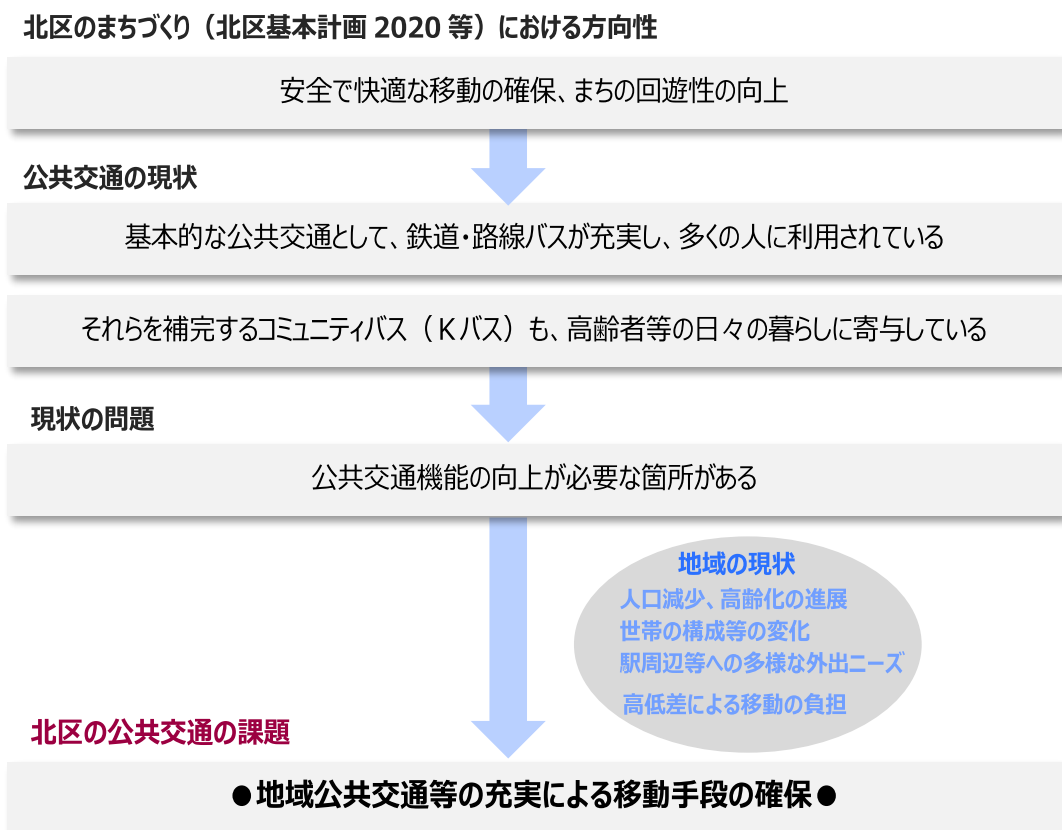 北区のまちづくり（北区基本計画 2020 等）における方向性
安全で快適な移動の確保、まちの回遊性の向上
公共交通の現状
基本的な公共交通として、鉄道・路線バスが充実し、多くの人に利用されている
それらを補完するコミュニティバス（Kバス）も、高齢者等の日々の暮らしに寄与している
現状の問題
公共交通機能の向上が必要な箇所がある
地域の現状
人口減少、高齢化の進展
世帯の構成等の変化
駅周辺等への多様な外出ニーズ
高低差による移動の負担
北区の公共交通の課題
●地域公共交通等の充実による移動手段の確保●